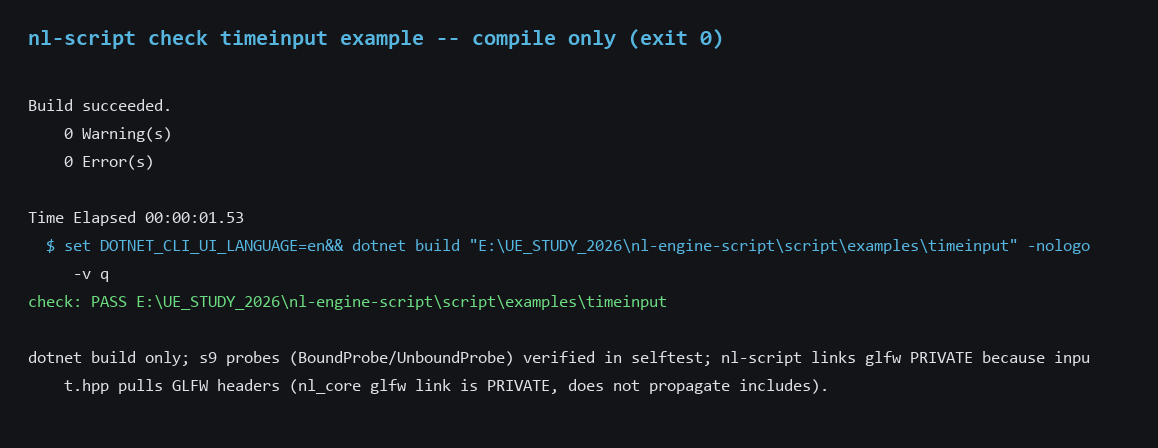 nl-script check timeinput example -- compile only (exit 0)
Build succeeded.
0 Warning(s)
0 Error(s)
Time Elapsed 00:00:01.53
$ set DOTNET_CLI_UI_LANGUAGE=en&& dotnet build "E:\UE_STUDY_2026\nl-engine-script\script\examples\timeinput" -nologo
-v q
check: PASS E:\UE_STUDY_2026\nl-engine-script\script\examples\timeinput
dotnet build only; s9 probes (BoundProbe/UnboundProbe) verified in selftest; nl-script links glfw PRIVATE because inpu
t.hpp pulls GLFW headers (nl_core glfw link is PRIVATE, does not propagate includes).